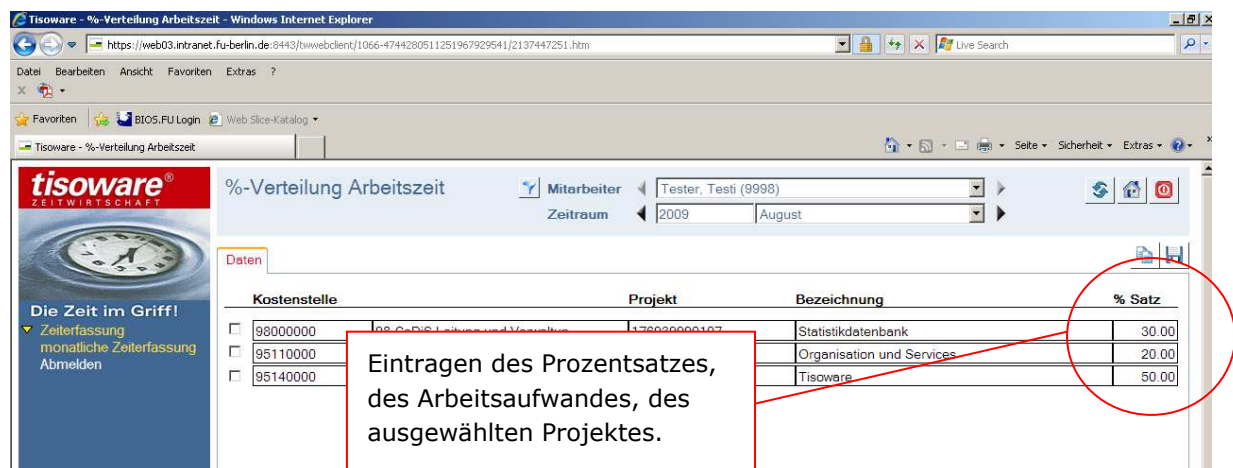 Tisoware - %-Verteilung Arbeitszeit - Windows Internet Explorer
https://web03.intranet.fu-berlin.de:8443/twwebclient/1066-4744280511251967929541/2137447251.htm
Live Search
Datei Bearbeiten Ansicht Favoriten Extras ?
x
Favoriten BIOS.FU Login Web Slice-Katalog
Tisoware - %-Verteilung Arbeitszeit
Seite Sicherheit Extras »
tisoware®
ZEITWIRTSCHAFT
%-Verteilung Arbeitszeit
Mitarbeiter Tester, Testi (9998)
Zeitraum 2009 August
Daten
Die Zeit im Griff!
Zeiterfassung
monatliche Zeiterfassung
Abmelden
Kostenstelle Projekt Bezeichnung % Satz
98000000 Statistikdatenbank 30.00
95110000 Organisation und Services 20.00
95140000 Tisoware 50.00
Eintragen des Prozentsatzes,
des Arbeitsaufwandes, des
ausgewählten Projektes.